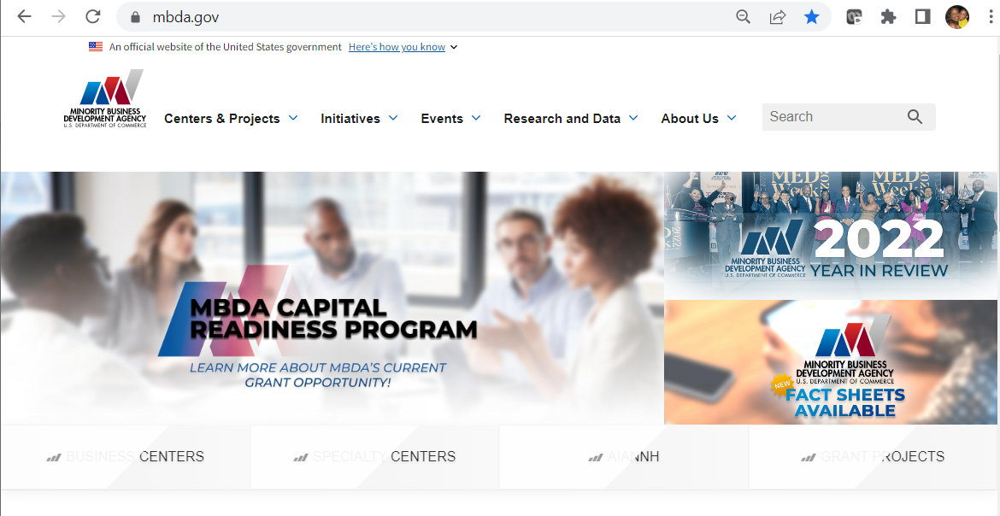 mbda.gov
An official website of the United States government Here's how you know
MINORITY BUSINESS
DEVELOPMENT AGENCY
U.S. DEPARTMENT OF COMMERCE
Centers & Projects
Initiatives
Events
Research and Data
About Us
Search
MBDA CAPITAL
READINESS PROGRAM
LEARN MORE ABOUT MBDA'S CURRENT
GRANT OPPORTUNITY!
MED
Week
MED
Week
2022
MINORITY BUSINESS
DEVELOPMENT AGENCY
U.S. DEPARTMENT OF COMMERCE
YEAR IN REVIEW
MINORITY BUSINESS
DEVELOPMENT AGENCY
U.S. DEPARTMENT OF COMMERCE
NEW
FACT SHEETS
AVAILABLE
BUSINESS CENTERS
SPECIALTY CENTERS
AIANNH
GRANT PROJECTS